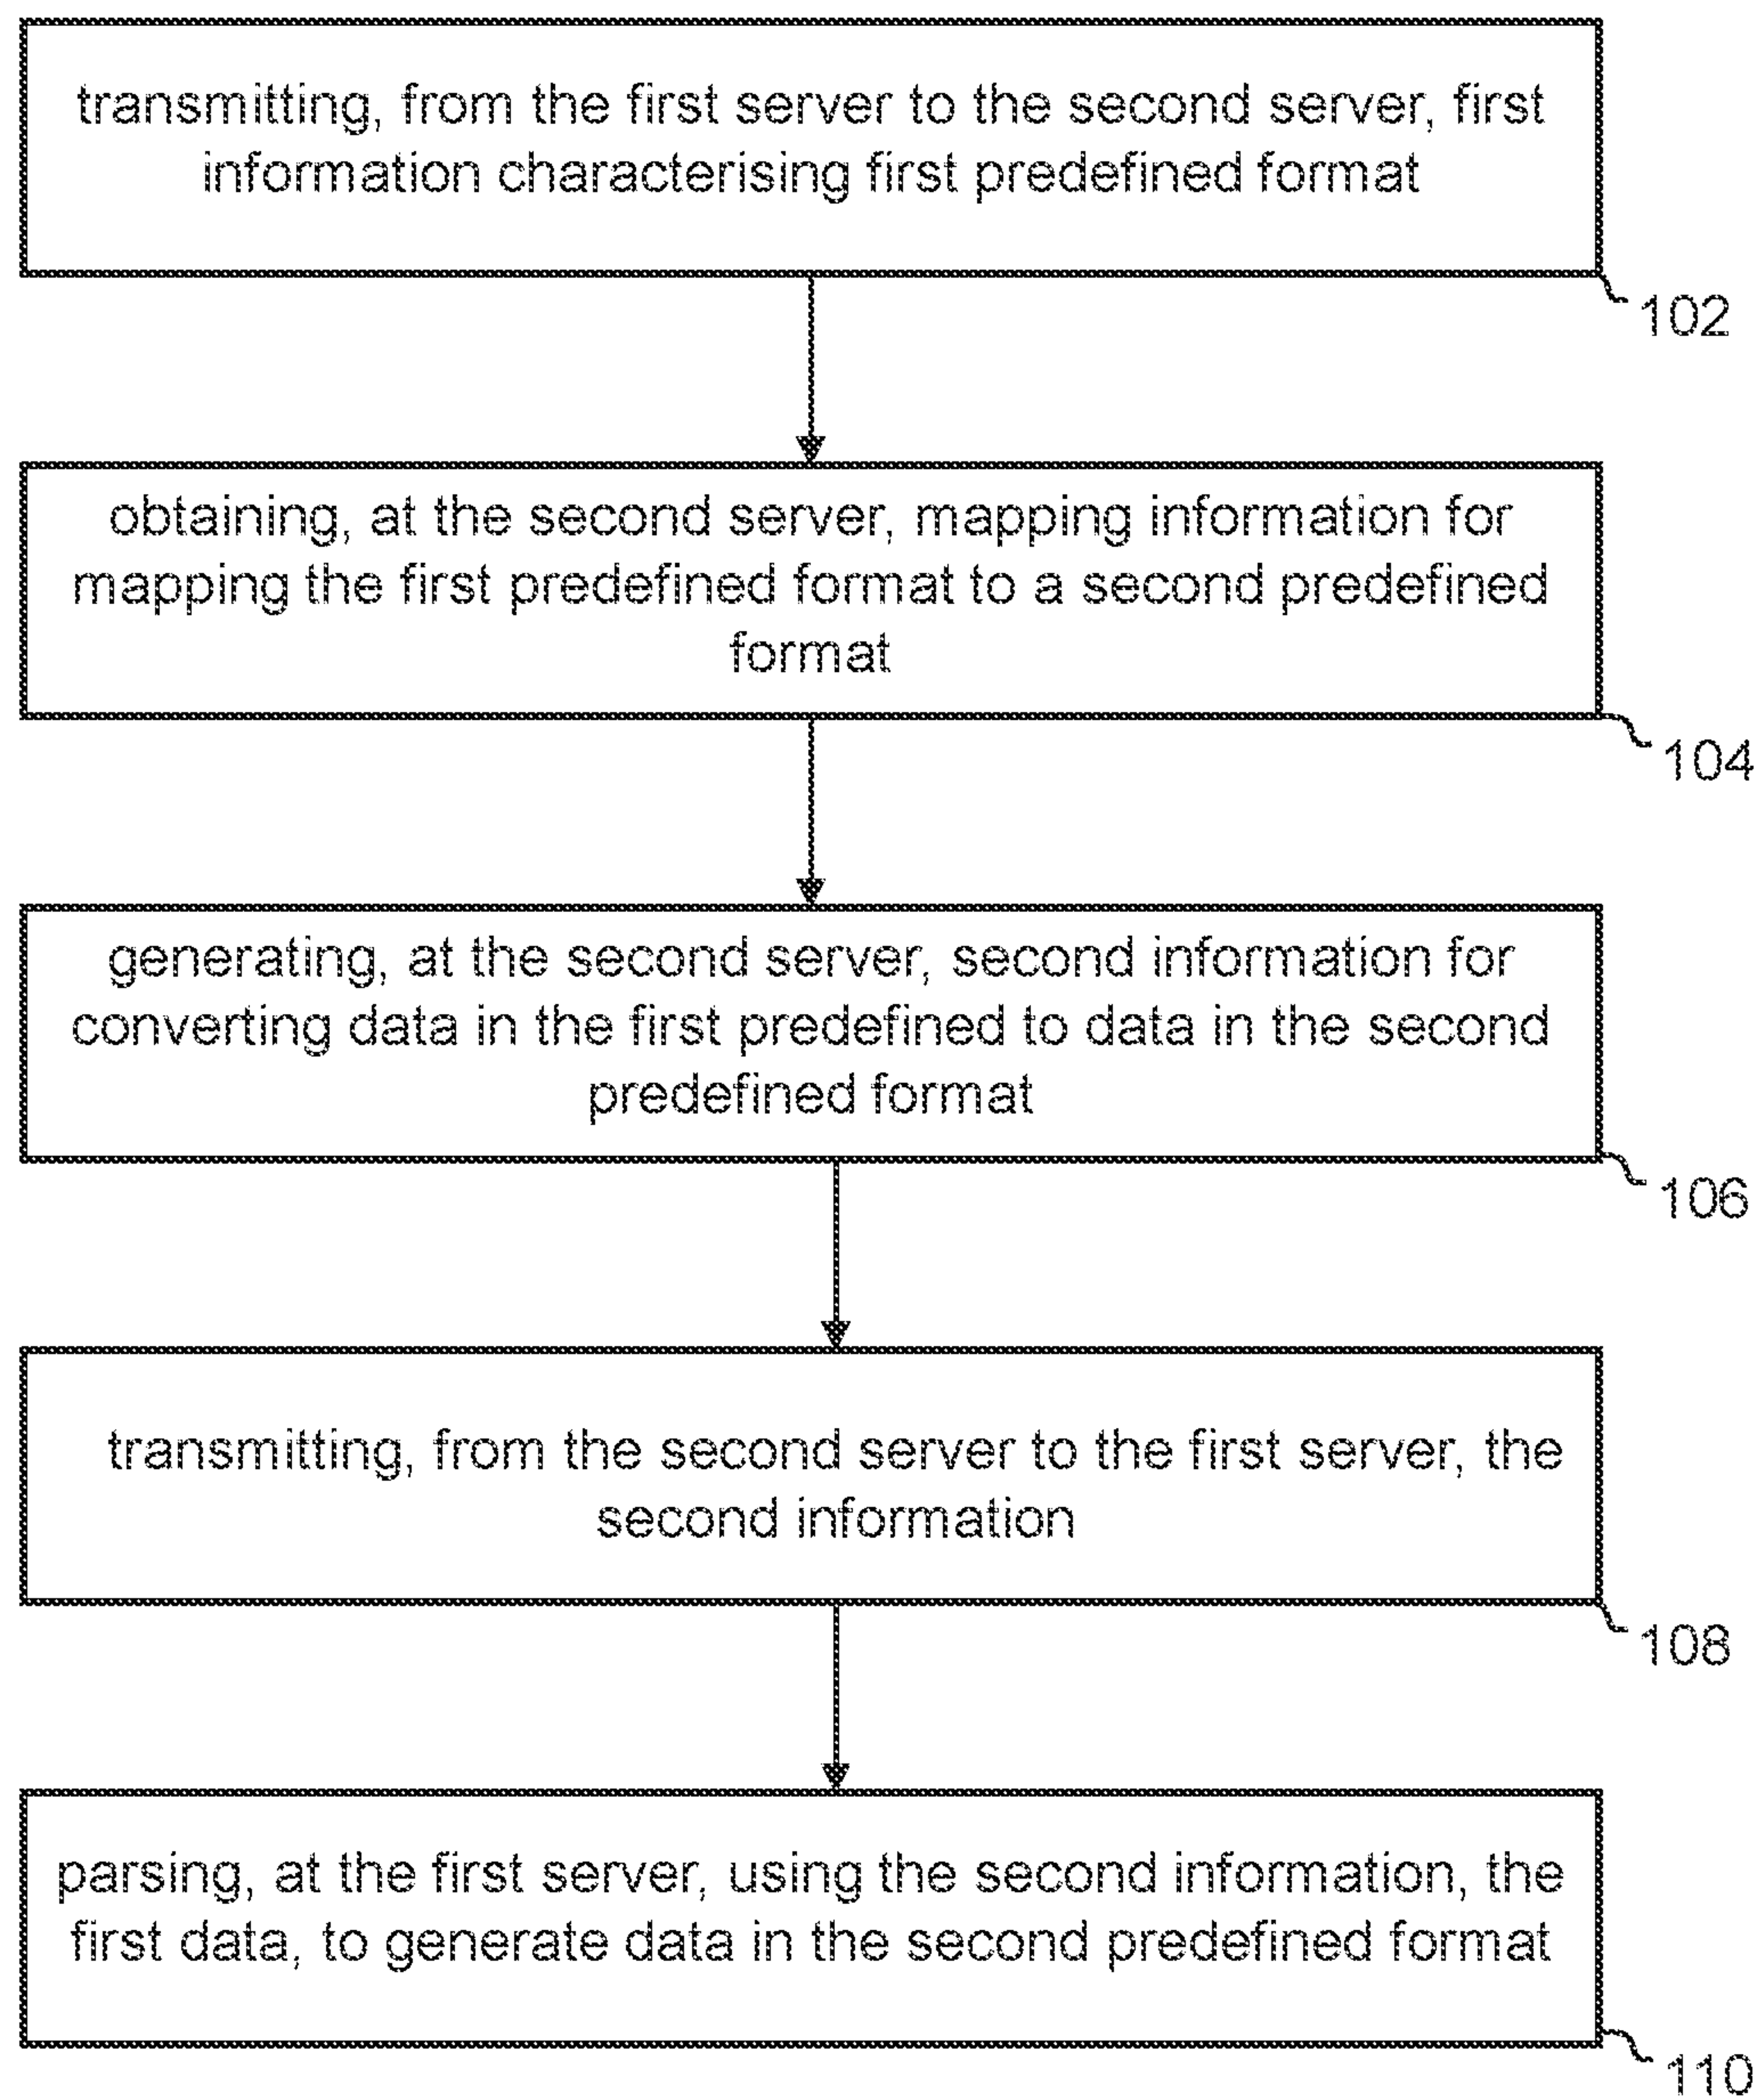 transmitting, from the first server to the second server, first
information characterising first predefined format
102
obtaining, at the second server, mapping information for
mapping the first predefined format to a second predefined
format
104
generating, at the second server, second information for
converting data in the first predefined to data in the second
predefined format
106
transmitting, from the second server to the first server, the
second information
108
parsing, at the first server, using the second information, the
first data, to generate data in the second predefined format
110